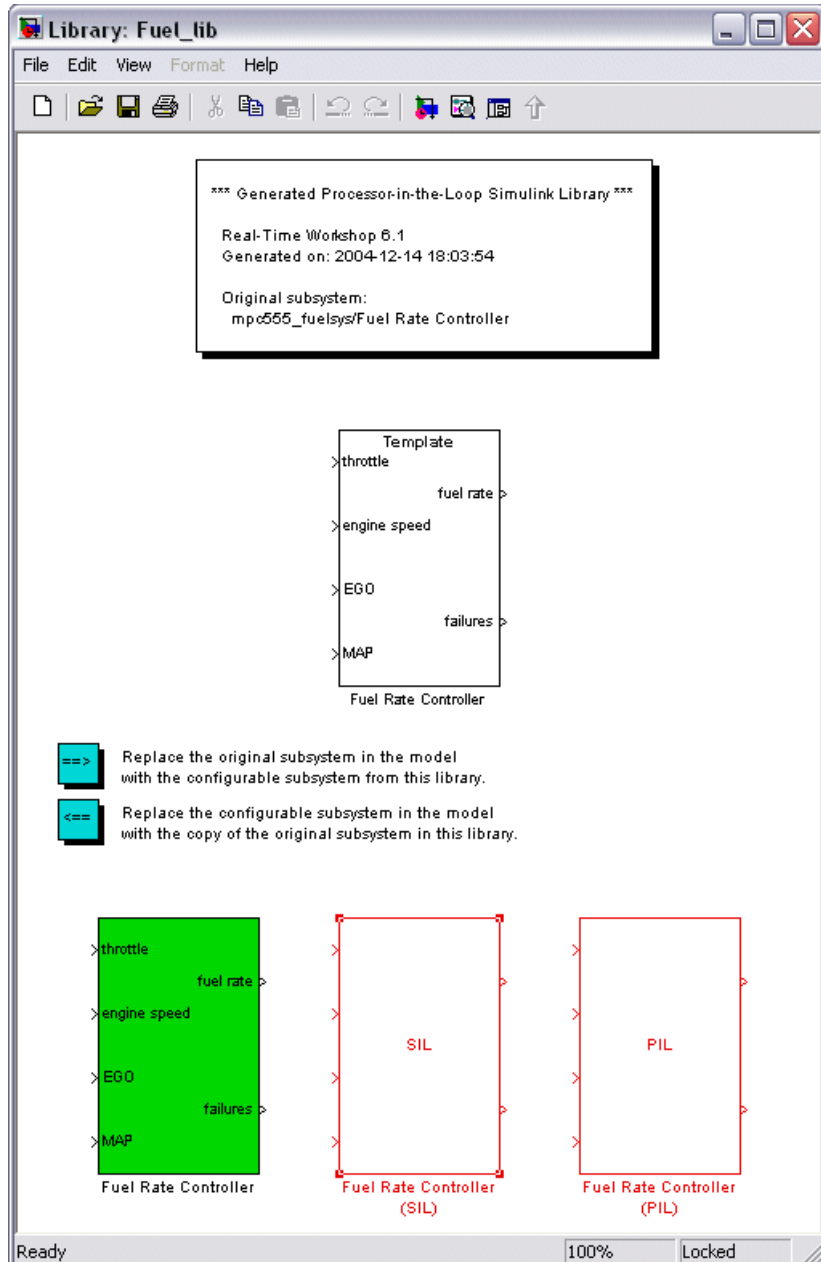 Library: Fuel_lib
File Edit View Format Help
*** Generated Processor-in-the-Loop Simulink Library ***
Real-Time Workshop 6.1
Generated on: 2004-12-14 18:03:54
Original subsystem:
mpc555_fuelsys/Fuel Rate Controller
Template
throttle
fuel rate
engine speed
EGO
failures
MAP
Fuel Rate Controller
==> Replace the original subsystem in the model
with the configurable subsystem from this library.
<== Replace the configurable subsystem in the model
with the copy of the original subsystem in this library.
throttle
fuel rate
engine speed
EGO
failures
MAP
Fuel Rate Controller
SIL
Fuel Rate Controller
(SIL)
PIL
Fuel Rate Controller
(PIL)
Ready 100% Locked